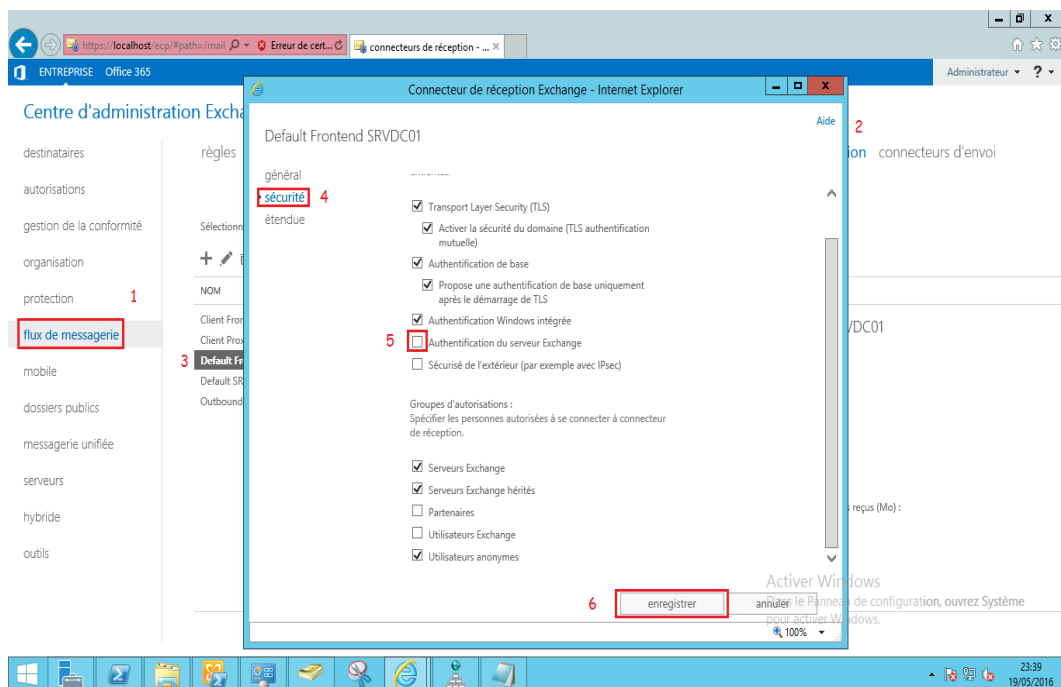 https://localhost/ecp/#path=/mail
Erreur de cert...
connecteurs de réception - ...
ENTREPRISE Office 365
Administrateur
?
Centre d'administration Excha
Connecteur de réception Exchange - Internet Explorer
Aide
Default Frontend SRVDC01
2
destinataires
règles
ion connecteurs d'envoi
général
autorisations
sécurité 4
Transport Layer Security (TLS)
étendue
gestion de la conformité
Sélectionn
Activer la sécurité du domaine (TLS authentification
mutuelle)
organisation
Authentification de base
Propose une authentification de base uniquement
après le démarrage de TLS
protection
1
NOM
flux de messagerie
Client Fron
Authentification Windows intégrée
VDC01
Client Prox
5
Authentification du serveur Exchange
3
Default Fr
Sécurisé de l'extérieur (par exemple avec IPsec)
mobile
Default SR
Outbound
dossiers publics
Groupes d'autorisations :
Spécifier les personnes autorisées à se connecter à connecteur
de réception.
messagerie unifiée
Serveurs Exchange
serveurs
Serveurs Exchange hérités
Partenaires
reçus (Mo) :
hybride
Utilisateurs Exchange
outils
Utilisateurs anonymes
Activer Windows
6
enregistrer
annuler
Dans le Panneau de configuration, ouvrez Système
pour activer Windows.
100%
23:39
19/05/2016